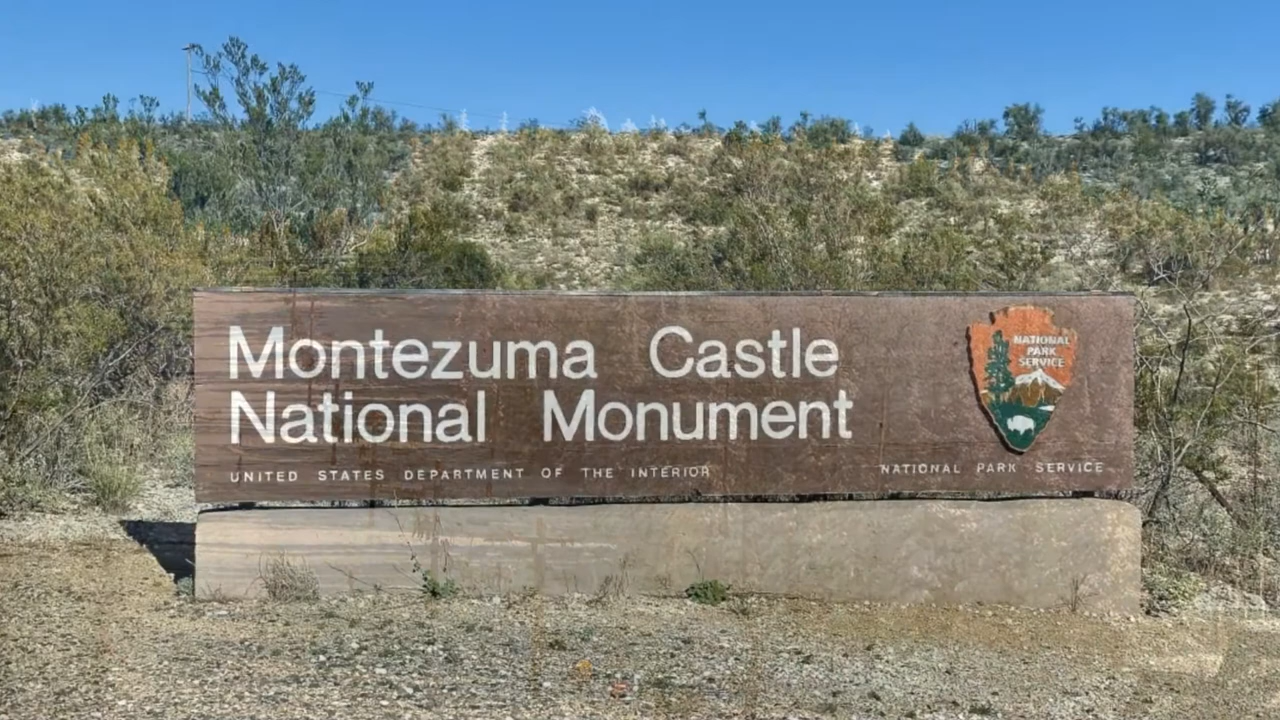 Montezuma Castle
National Monument
UNITED STATES DEPARTMENT OF THE INTERIOR
NATIONAL PARK SERVICE
NATIONAL
PARK
SERVICE